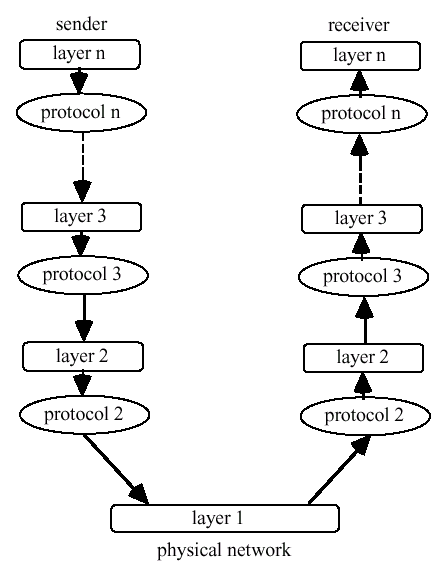 sender
receiver
layer n
layer n
protocol n
protocol n
layer 3
layer 3
protocol 3
protocol 3
layer 2
layer 2
protocol 2
protocol 2
layer 1
physical network